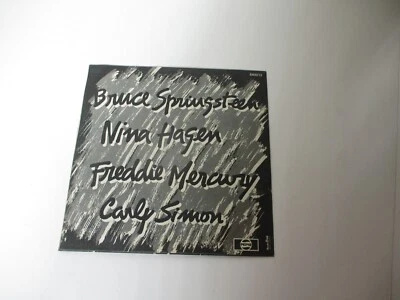 Bruce Springsteen
Nina Hagen
Freddie Mercury
Carly Simon